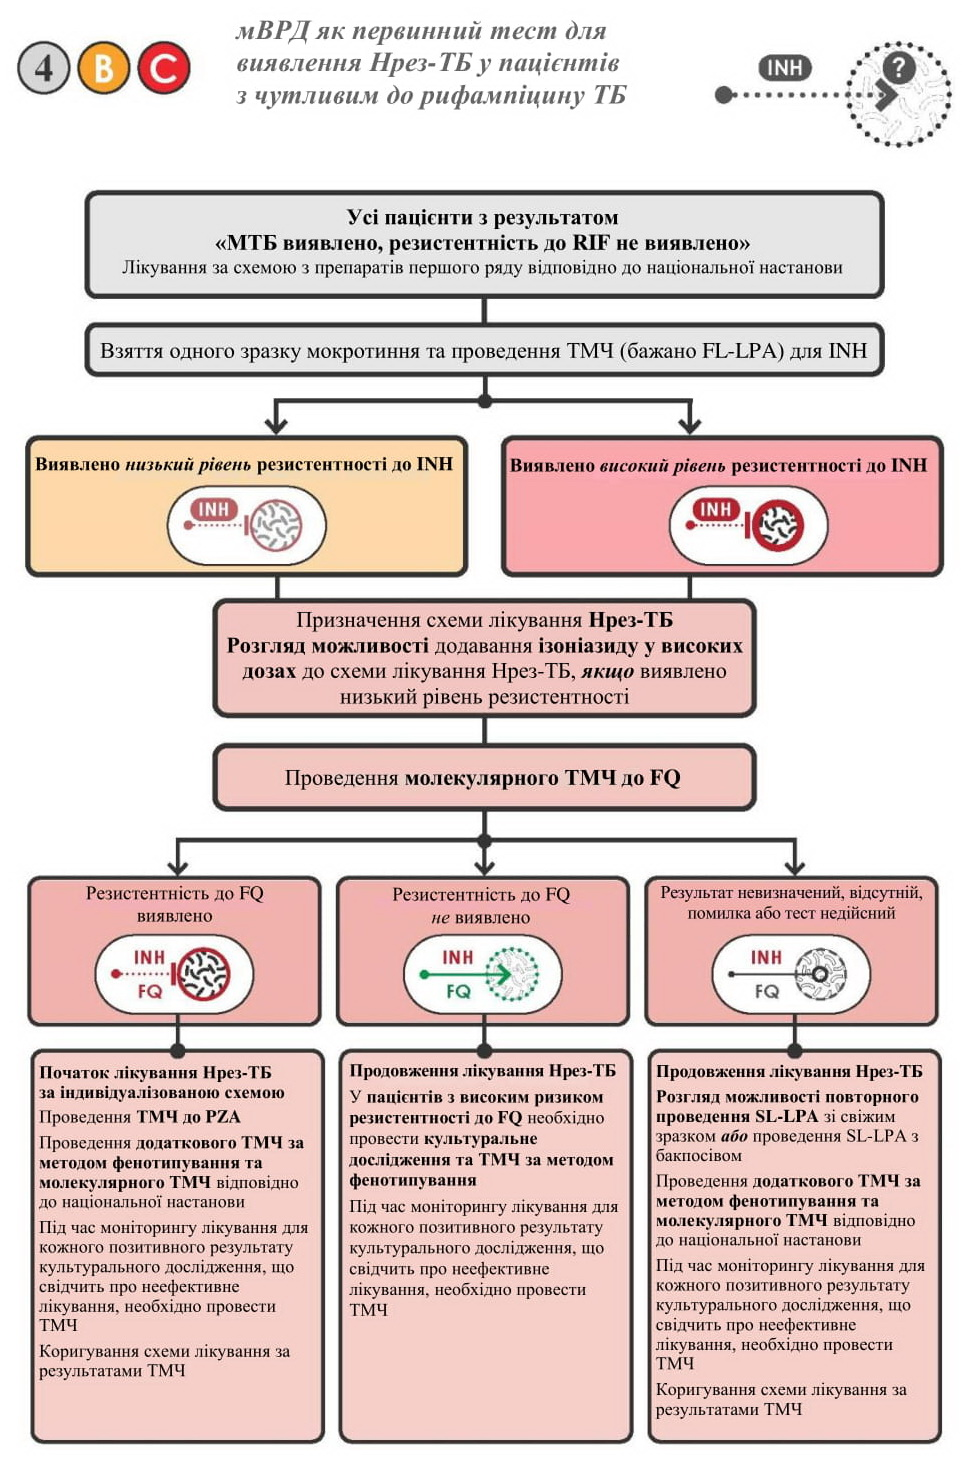 4 B C
мВРД як первинний тест для
виявлення Hрез-ТБ у пацієнтів
з чутливим до рифампіцину ТБ
INH
?
Усі пацієнти з результатом
«МТБ виявлено, резистентність до RIF не виявлено»
Лікування за схемою з препаратів першого ряду відповідно до національної настанови
Взяття одного зразку мокротиння та проведення ТМЧ (бажано FL-LPA) для INH
Виявлено низький рівень резистентності до INH
INH
Виявлено високий рівень резистентності до INH
INH
Призначення схеми лікування Hрез-ТБ
Розгляд можливості додавання ізоніазиду у високих
дозах до схеми лікування Hрез-ТБ, якщо виявлено
низький рівень резистентності
Проведення молекулярного ТМЧ до FQ
Резистентність до FQ
виявлено
INH
FQ
Резистентність до FQ
не виявлено
INH
FQ
Результат невизначений, відсутній,
помилка або тест недійсний
INH
FQ
Початок лікування Hрез-ТБ
за індивідуалізованою схемою
Проведення ТМЧ до PZA
Проведення додаткового ТМЧ за
методом фенотипування та
молекулярного ТМЧ відповідно
до національної настанови
Під час моніторингу лікування для
кожного позитивного результату
культурального дослідження, що
свідчить про неефективне
лікування, необхідно провести
ТМЧ
Коригування схеми лікування за
результатами ТМЧ
Продовження лікування Hрез-ТБ
У пацієнтів з високим ризиком
резистентності до FQ необхідно
провести культуральне
дослідження та ТМЧ за методом
фенотипування
Під час моніторингу лікування для
кожного позитивного результату
культурального дослідження, що
свідчить про неефективне
лікування, необхідно провести
ТМЧ
Продовження лікування Hрез-ТБ
Розгляд можливості повторного
проведення SL-LPA зі свіжим
зразком або проведення SL-LPA з
бакпосівом
Проведення додаткового ТМЧ за
методом фенотипування та
молекулярного ТМЧ відповідно
до національної настанови
Під час моніторингу лікування для
кожного позитивного результату
культурального дослідження, що
свідчить про неефективне
лікування, необхідно провести
ТМЧ
Коригування схеми лікування за
результатами ТМЧ